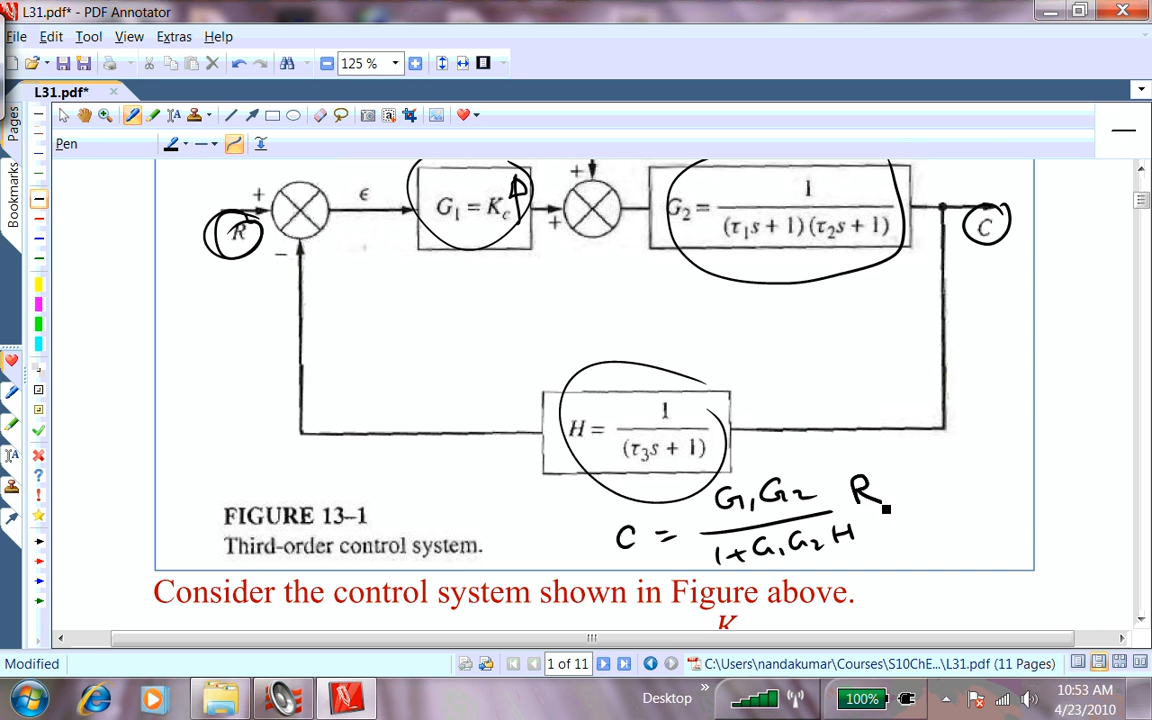 L31.pdf* - PDF Annotator
File Edit Tool View Extras Help
125 %
L31.pdf*
Pages
Bookmarks
Pen
+ ε + + 
R G₁ = K_c G₂ = 1 / (τ₁s + 1)(τ₂s + 1) C
−
H = 1 / (τ₃s + 1)
C = G₁G₂ / 1+G₁G₂H R
FIGURE 13–1
Third-order control system.
Consider the control system shown in Figure above.
K
Modified
1 of 11
C:\Users\nandakumar\Courses\S10ChE...\L31.pdf (11 Pages)
Desktop
»
100%
10:53 AM
4/23/2010